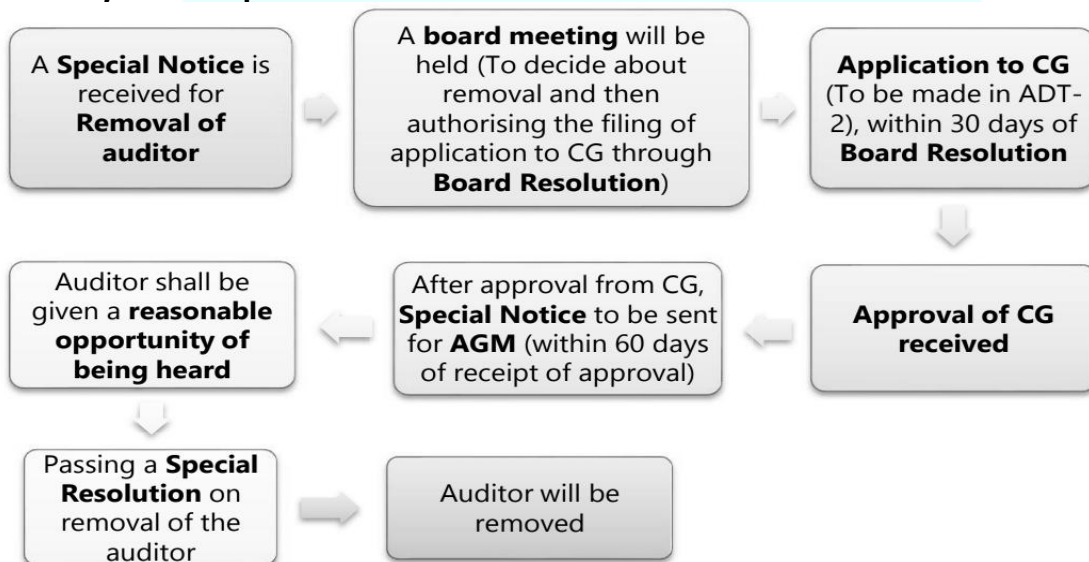 A Special Notice is
received for
Removal of
auditor
A board meeting will be
held (To decide about
removal and then
authorising the filing of
application to CG through
Board Resolution)
Application to CG
(To be made in ADT-
2), within 30 days of
Board Resolution
Approval of CG
received
After approval from CG,
Special Notice to be sent
for AGM (within 60 days
of receipt of approval)
Auditor shall be
given a reasonable
opportunity of
being heard
Passing a Special
Resolution on
removal of the
auditor
Auditor will be
removed